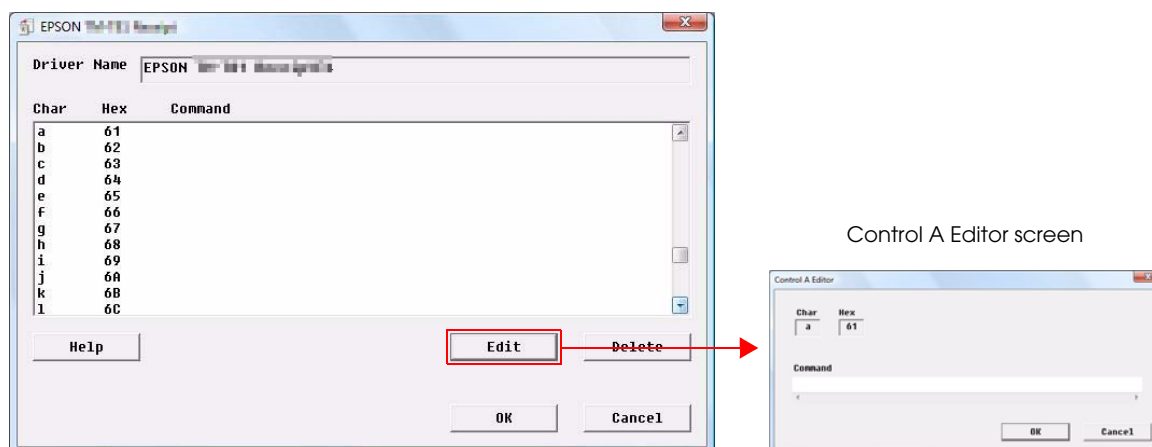 EPSON
Driver Name EPSON
Char Hex Command
a 61
b 62
c 63
d 64
e 65
f 66
g 67
h 68
i 69
j 6A
k 6B
l 6C
Help Edit Delete
OK Cancel
Control A Editor screen
Control A Editor
Char Hex
a 61
Command
OK Cancel